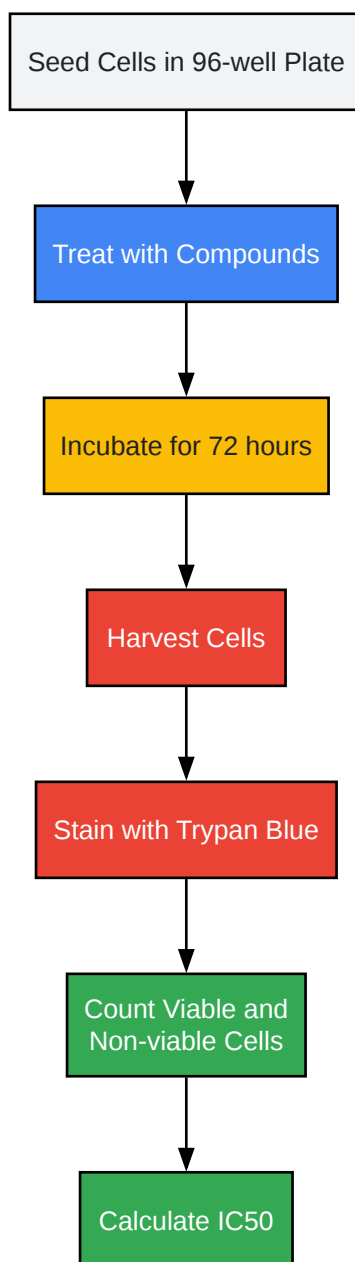 Seed Cells in 96-well Plate
Treat with Compounds
Incubate for 72 hours
Harvest Cells
Stain with Trypan Blue
Count Viable and
Non-viable Cells
Calculate IC50